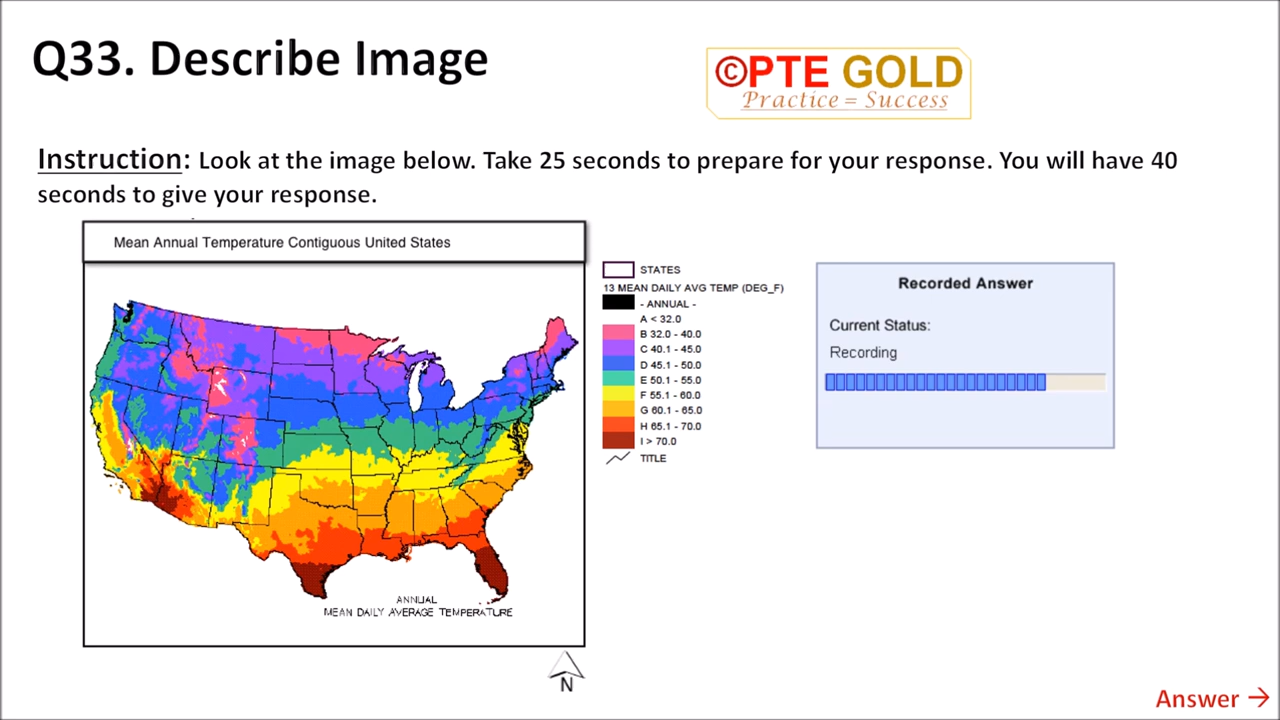 Q33. Describe Image
©PTE GOLD
Practice = Success
Instruction: Look at the image below. Take 25 seconds to prepare for your response. You will have 40
seconds to give your response.
Mean Annual Temperature Contiguous United States
STATES
13 MEAN DAILY AVG TEMP (DEG_F)
- ANNUAL -
A < 32.0
B 32.0 - 40.0
C 40.1 - 45.0
D 45.1 - 50.0
E 50.1 - 55.0
F 55.1 - 60.0
G 60.1 - 65.0
H 65.1 - 70.0
I > 70.0
TITLE
Recorded Answer
Current Status:
Recording
ANNUAL
MEAN DAILY AVERAGE TEMPERATURE
N
Answer →